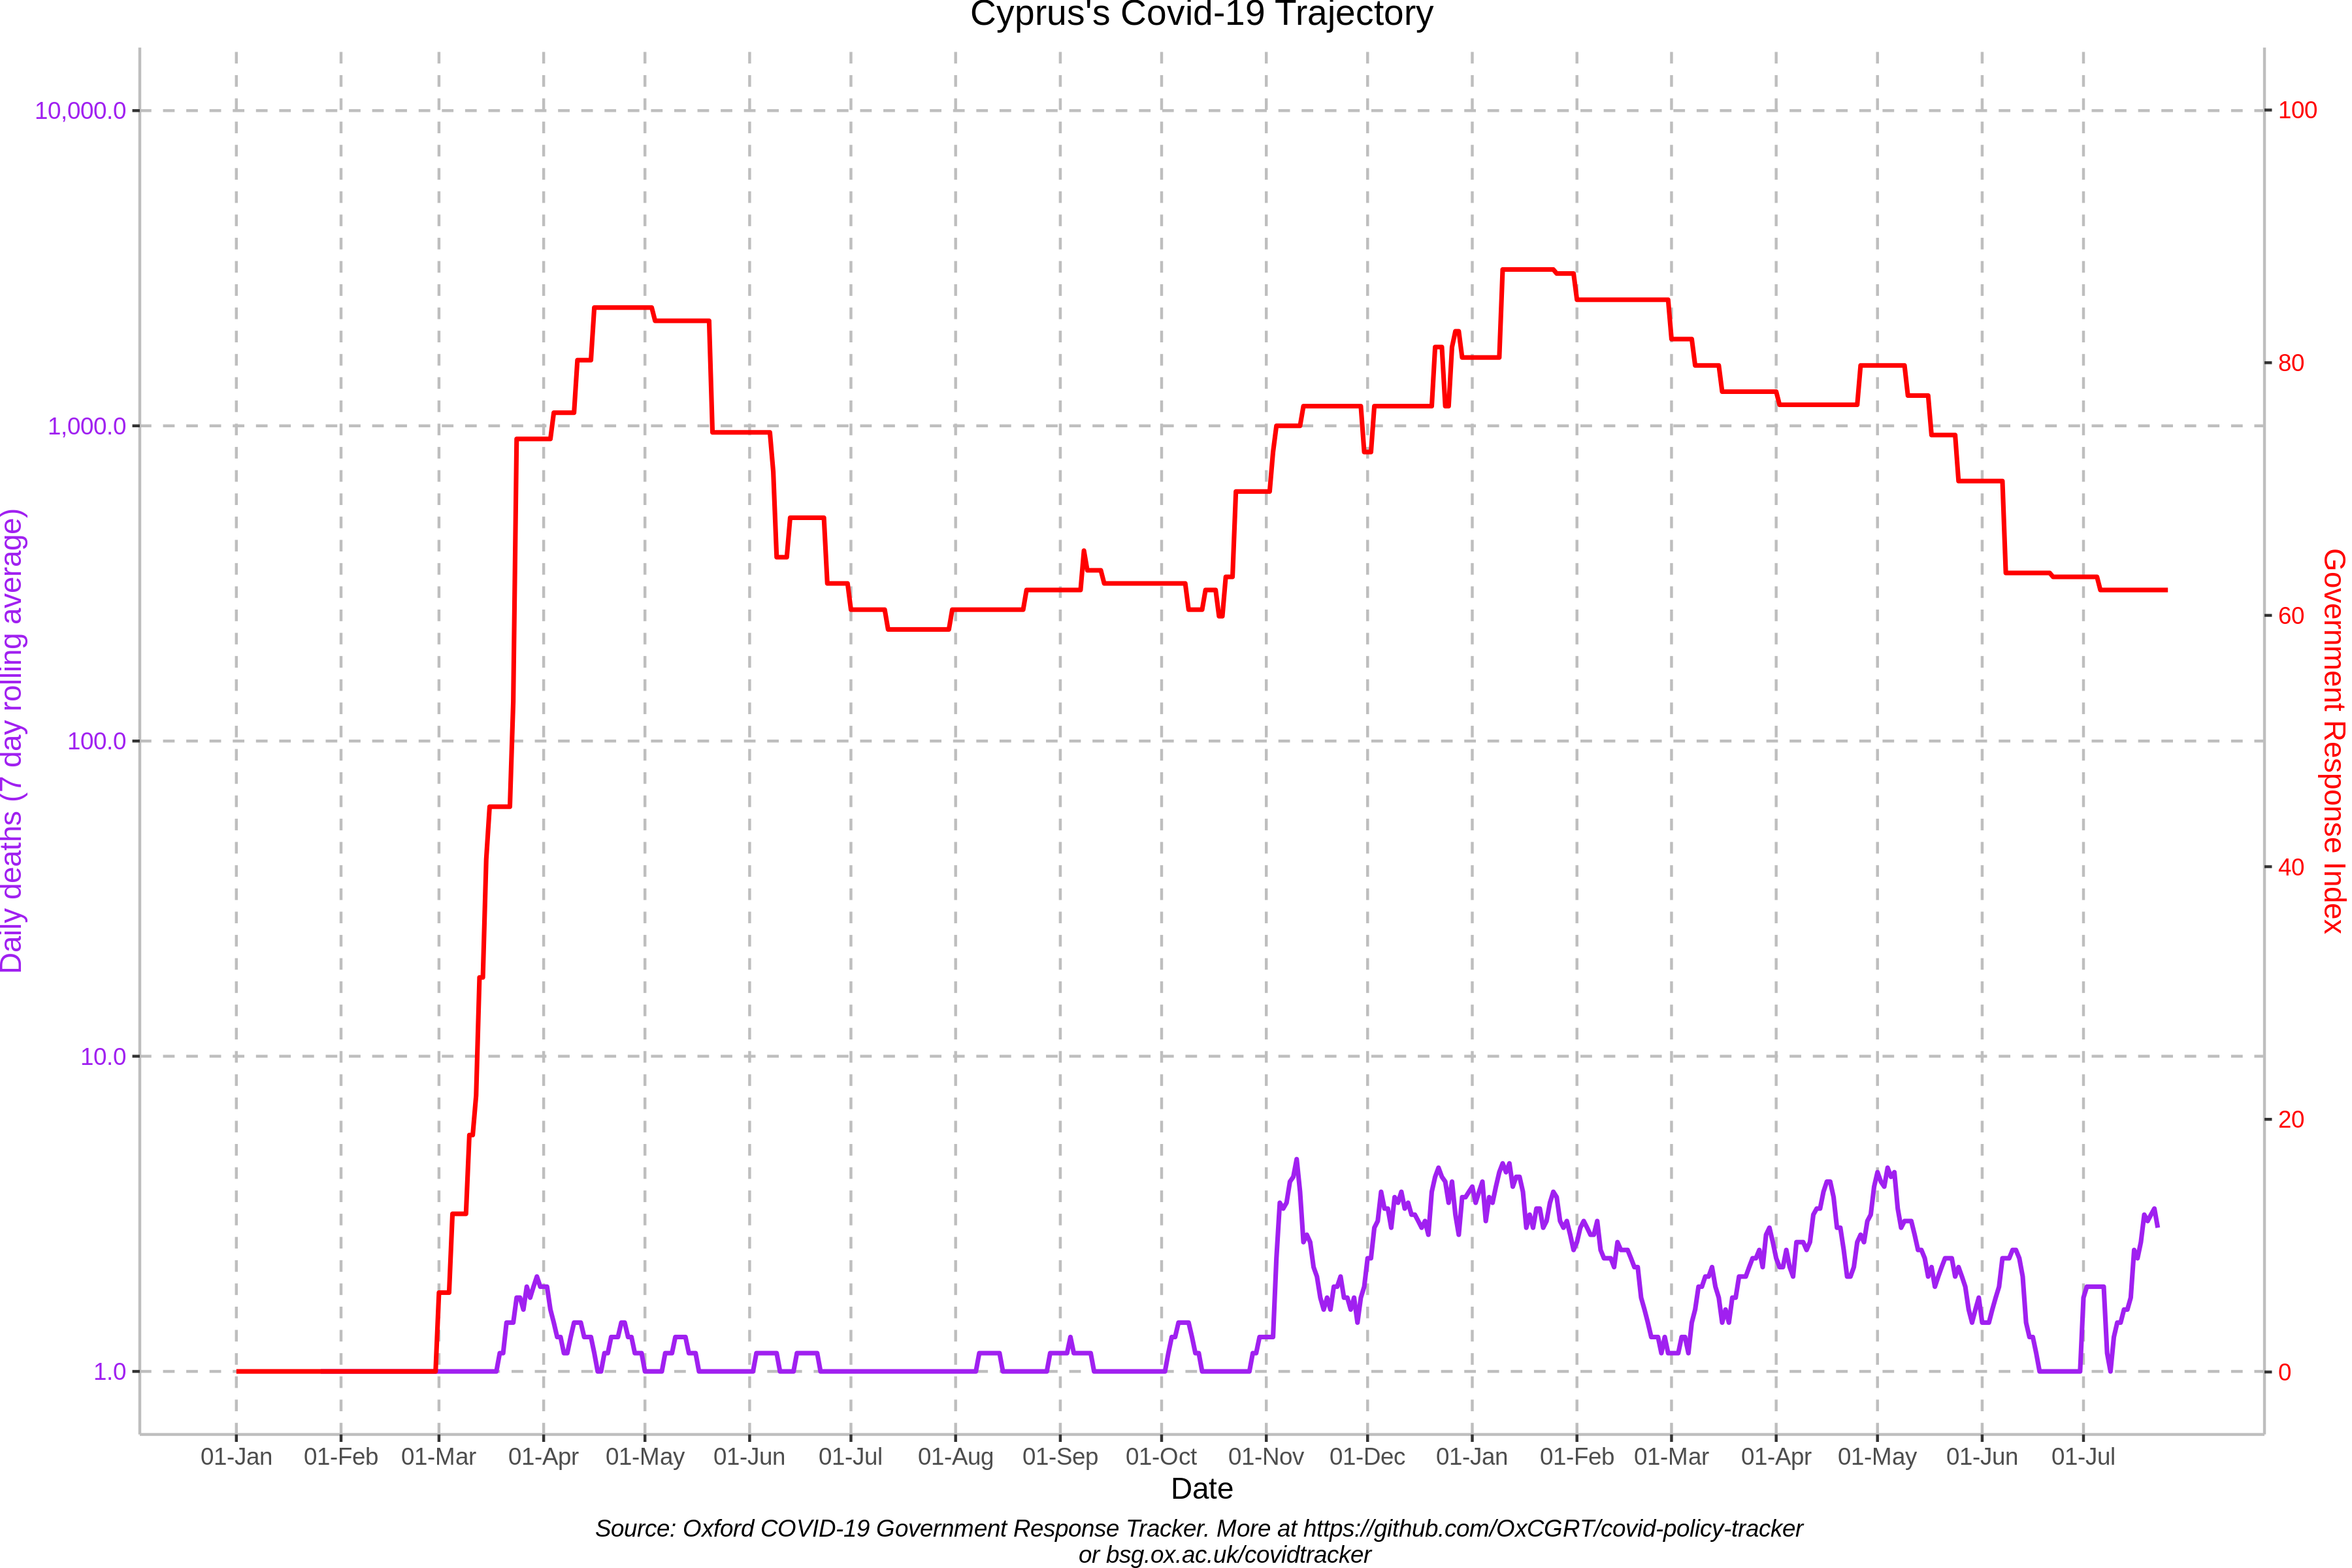 Cyprus's Covid-19 Trajectory
10,000.0
1,000.0
100.0
10.0
1.0
Daily deaths (7 day rolling average)
100
80
60
40
20
0
Government Response Index
01-Jan 01-Feb 01-Mar 01-Apr 01-May 01-Jun 01-Jul 01-Aug 01-Sep 01-Oct 01-Nov 01-Dec 01-Jan 01-Feb 01-Mar 01-Apr 01-May 01-Jun 01-Jul
Date
Source: Oxford COVID-19 Government Response Tracker. More at https://github.com/OxCGRT/covid-policy-tracker
or bsg.ox.ac.uk/covidtracker